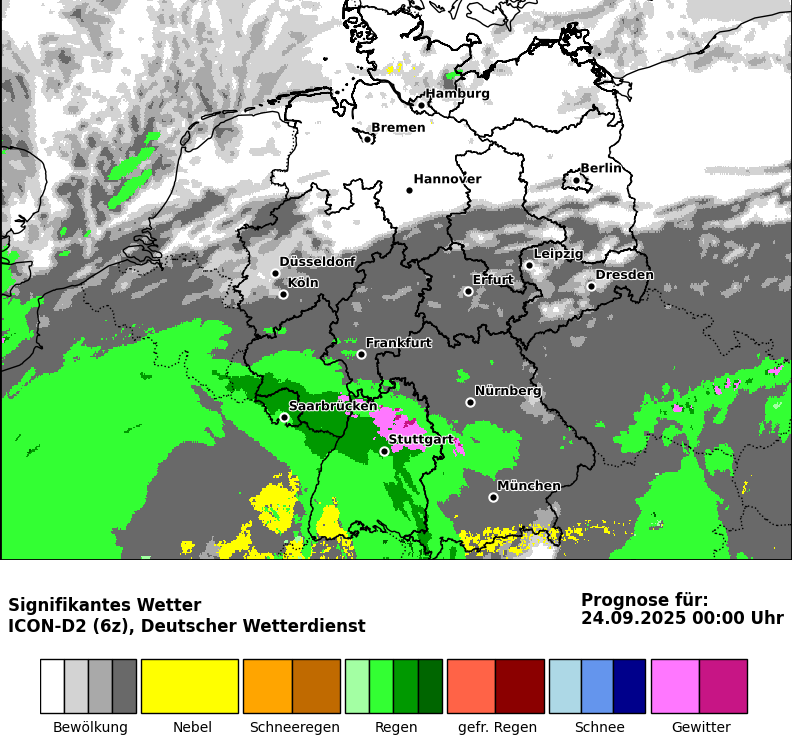 Hamburg
Bremen
Berlin
Hannover
Leipzig
Düsseldorf
Dresden
Köln
Erfurt
Frankfurt
Nürnberg
Saarbrücken
Stuttgart
München
Signifikantes Wetter
ICON-D2 (6z), Deutscher Wetterdienst
Prognose für:
24.09.2025 00:00 Uhr
Bewölkung
Nebel
Schneeregen
Regen
gefr. Regen
Schnee
Gewitter